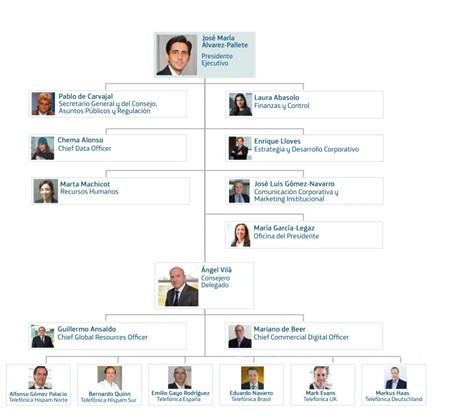 José María
Álvarez-Pallete
Presidente
Ejecutivo
Pablo de Carvajal
Secretario General y del Consejo,
Asuntos Públicos y Regulación
Laura Abasolo
Finanzas y Control
Chema Alonso
Chief Data Officer
Enrique Lloves
Estrategia y Desarrollo Corporativo
Marta Machicot
Recursos Humanos
José Luis Gómez-Navarro
Comunicación Corporativa y
Marketing Institucional
María García-Legaz
Oficina del Presidente
Ángel Vilá
Consejero
Delegado
Guillermo Ansaldo
Chief Global Resources Officer
Mariano de Beer
Chief Commercial Digital Officer
Alfonso Gómez Palacio
Telefónica Hispam Norte
Bernardo Quinn
Telefónica Hispam Sur
Emilio Gayo Rodríguez
Telefónica España
Eduardo Navarro
Telefónica Brasil
Mark Evans
Telefónica UK
Markus Haas
Telefónica Deutschland